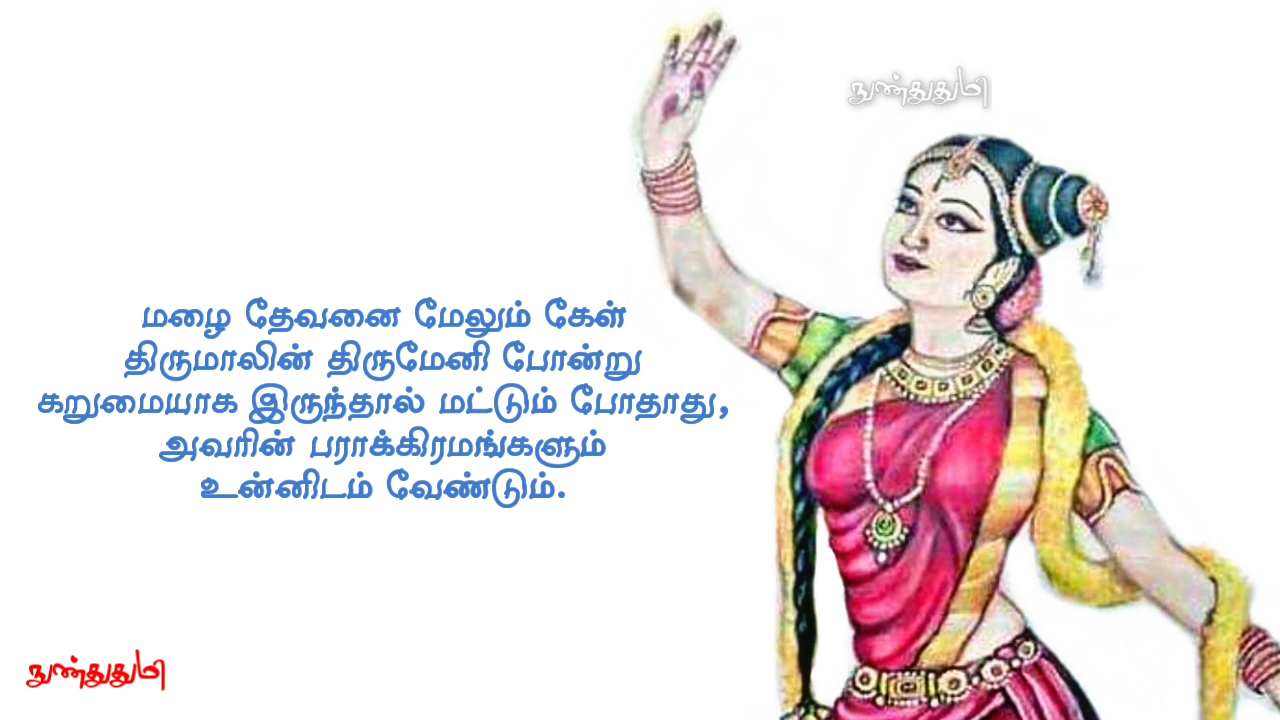 நுண்துதுமி
மழை தேவனை மேலும் கேள்
திருமாலின் திருமேனி போன்று
கறுமையாக இருந்தால் மட்டும் போதாது,
அவரின் பராக்கிரமங்களும்
உன்னிடம் வேண்டும்.
நுண்துதுமி